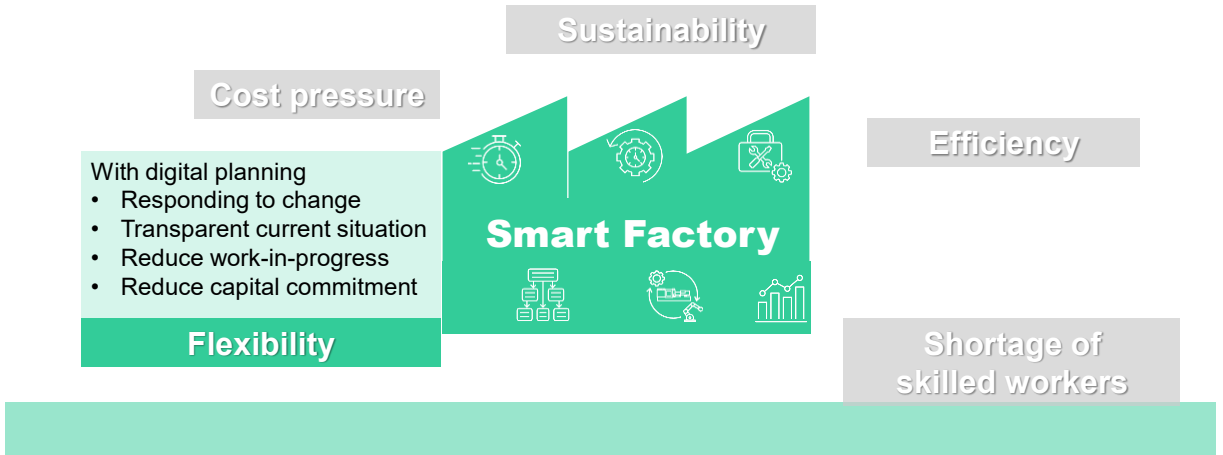 Sustainability
Cost pressure
Efficiency
With digital planning
• Responding to change
• Transparent current situation
• Reduce work-in-progress
• Reduce capital commitment
Flexibility
Smart Factory
Shortage of
skilled workers